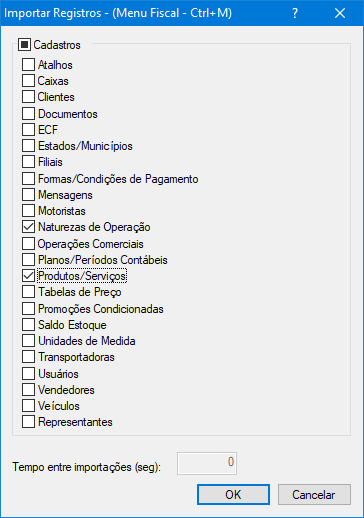 Importar Registros - (Menu Fiscal - Ctrl+M) ? ×
Cadastros
Atalhos
Caixas
Clientes
Documentos
ECF
Estados/Municípios
Filiais
Formas/Condições de Pagamento
Mensagens
Motoristas
Naturezas de Operação
Operações Comerciais
Planos/Períodos Contábeis
Produtos/Serviços
Tabelas de Preço
Promoções Condicionadas
Saldo Estoque
Unidades de Medida
Transportadoras
Usuários
Vendedores
Veículos
Representantes
Tempo entre importações (seg): 0
OK Cancelar